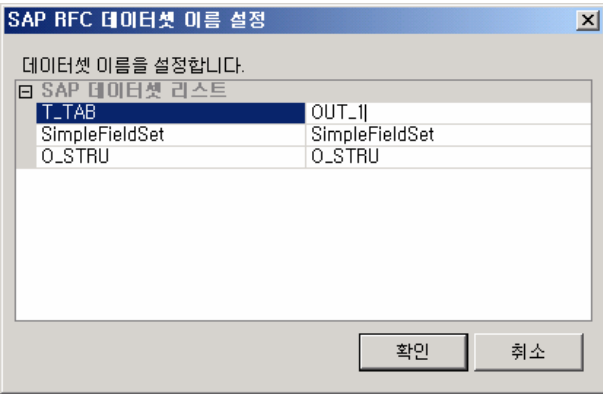 SAP RFC 데이터셋 이름 설정
데이터셋 이름을 설정합니다.
SAP 데이터셋 리스트
T_TAB OUT_1
SimpleFieldSet SimpleFieldSet
O_STRU O_STRU
확인 취소